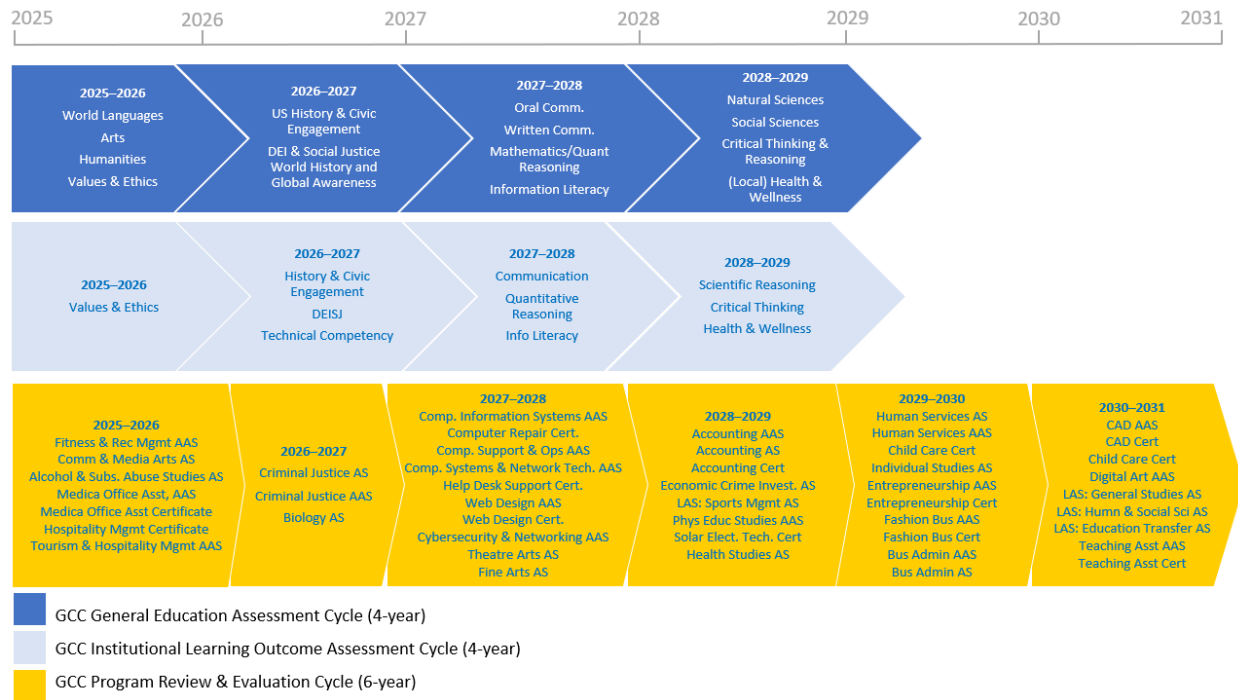 2025 2026 2027 2028 2029 2030 2031
2025–2026
World Languages
Arts
Humanities
Values & Ethics
2026–2027
US History & Civic
Engagement
DEI & Social Justice
World History and
Global Awareness
2027–2028
Oral Comm.
Written Comm.
Mathematics/Quant
Reasoning
Information Literacy
2028–2029
Natural Sciences
Social Sciences
Critical Thinking &
Reasoning
(Local) Health &
Wellness
2025–2026
Values & Ethics
2026–2027
History & Civic
Engagement
DEISJ
Technical Competency
2027–2028
Communication
Quantitative
Reasoning
Info Literacy
2028–2029
Scientific Reasoning
Critical Thinking
Health & Wellness
2025–2026
Fitness & Rec Mgmt AAS
Comm & Media Arts AS
Alcohol & Subs. Abuse Studies AS
Medica Office Asst, AAS
Medica Office Asst Certificate
Hospitality Mgmt Certificate
Tourism & Hospitality Mgmt AAS
2026–2027
Criminal Justice AS
Criminal Justice AAS
Biology AS
2027–2028
Comp. Information Systems AAS
Computer Repair Cert.
Comp. Support & Ops AAS
Comp. Systems & Network Tech. AAS
Help Desk Support Cert.
Web Design AAS
Web Design Cert.
Cybersecurity & Networking AAS
Theatre Arts AS
Fine Arts AS
2028–2029
Accounting AAS
Accounting AS
Accounting Cert
Economic Crime Invest. AS
LAS: Sports Mgmt AS
Phys Educ Studies AAS
Solar Elect. Tech. Cert
Health Studies AS
2029–2030
Human Services AS
Human Services AAS
Child Care Cert
Individual Studies AS
Entrepreneurship AAS
Entrepreneurship Cert
Fashion Bus AAS
Fashion Bus Cert
Bus Admin AAS
Bus Admin AS
2030–2031
CAD AAS
CAD Cert
Child Care Cert
Digital Art AAS
LAS: General Studies AS
LAS: Humn & Social Sci AS
LAS: Education Transfer AS
Teaching Asst AAS
Teaching Asst Cert
GCC General Education Assessment Cycle (4-year)
GCC Institutional Learning Outcome Assessment Cycle (4-year)
GCC Program Review & Evaluation Cycle (6-year)